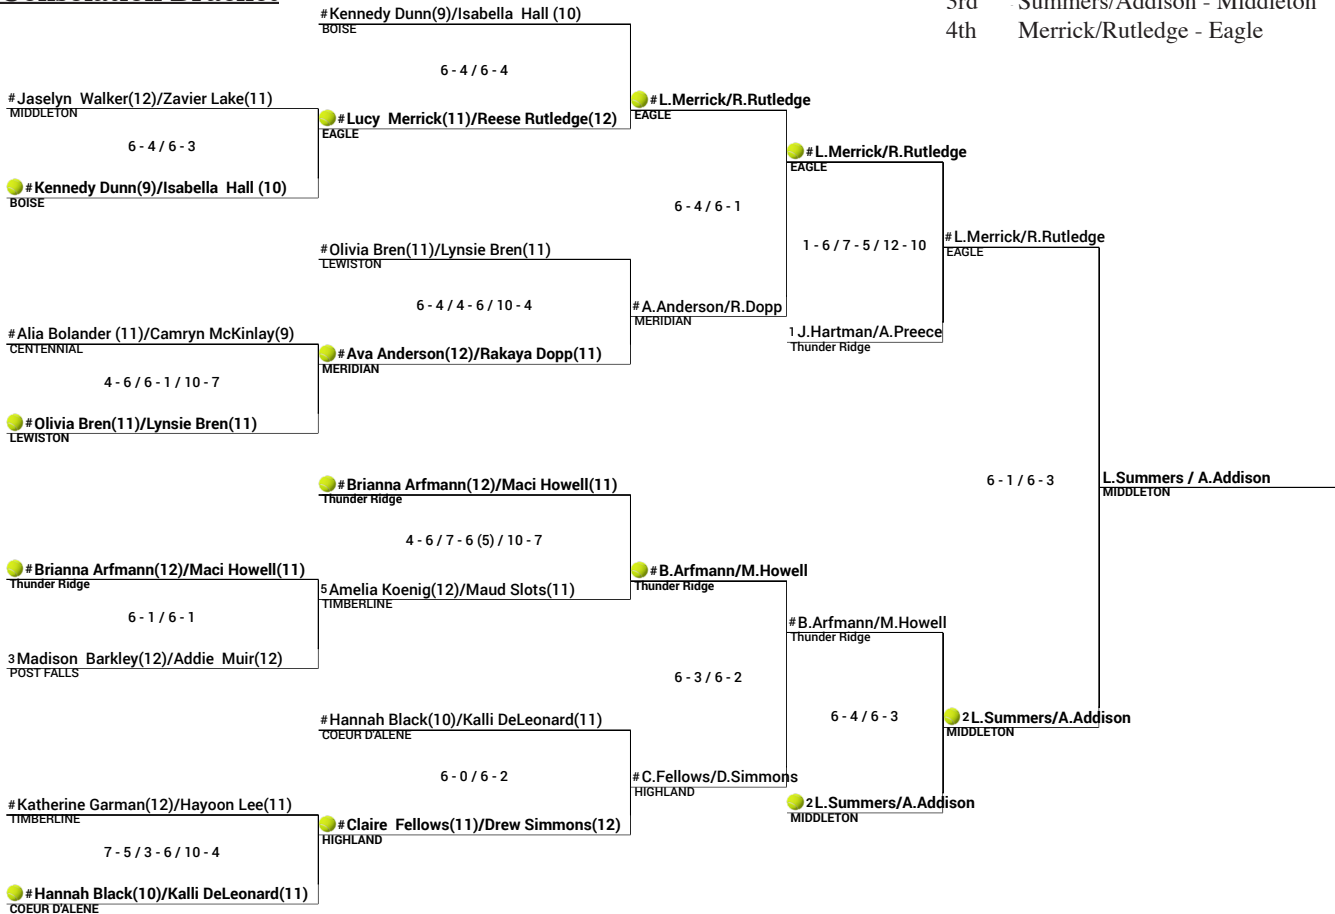 Consolation Bracket
3rd Summers/Addison - Middleton
4th Merrick/Rutledge - Eagle
#Kennedy Dunn(9)/Isabella Hall (10)
BOISE
6 - 4 / 6 - 4
#Jaselyn Walker(12)/Zavier Lake(11)
MIDDLETON
#L.Merrick/R.Rutledge
EAGLE
#Lucy Merrick(11)/Reese Rutledge(12)
EAGLE
6 - 4 / 6 - 3
#L.Merrick/R.Rutledge
EAGLE
#Kennedy Dunn(9)/Isabella Hall (10)
BOISE
6 - 4 / 6 - 1
#Olivia Bren(11)/Lynsie Bren(11)
LEWISTON
1 - 6 / 7 - 5 / 12 - 10
#L.Merrick/R.Rutledge
EAGLE
6 - 4 / 4 - 6 / 10 - 4
#A.Anderson/R.Dopp
MERIDIAN
#Alia Bolander (11)/Camryn McKinlay(9)
CENTENNIAL
1 J.Hartman/A.Preece
Thunder Ridge
#Ava Anderson(12)/Rakaya Dopp(11)
MERIDIAN
4 - 6 / 6 - 1 / 10 - 7
#Olivia Bren(11)/Lynsie Bren(11)
LEWISTON
6 - 1 / 6 - 3
L.Summers / A.Addison
MIDDLETON
#Brianna Arfmann(12)/Maci Howell(11)
Thunder Ridge
4 - 6 / 7 - 6 (5) / 10 - 7
#Brianna Arfmann(12)/Maci Howell(11)
Thunder Ridge
#B.Arfmann/M.Howell
Thunder Ridge
5 Amelia Koenig(12)/Maud Slots(11)
TIMBERLINE
6 - 1 / 6 - 1
#B.Arfmann/M.Howell
Thunder Ridge
3 Madison Barkley(12)/Addie Muir(12)
POST FALLS
6 - 3 / 6 - 2
#Hannah Black(10)/Kalli DeLeonard(11)
COEUR D'ALENE
6 - 4 / 6 - 3
2 L.Summers/A.Addison
MIDDLETON
6 - 0 / 6 - 2
#C.Fellows/D.Simmons
HIGHLAND
#Katherine Garman(12)/Hayoon Lee(11)
TIMBERLINE
2 L.Summers/A.Addison
MIDDLETON
#Claire Fellows(11)/Drew Simmons(12)
HIGHLAND
7 - 5 / 3 - 6 / 10 - 4
#Hannah Black(10)/Kalli DeLeonard(11)
COEUR D'ALENE